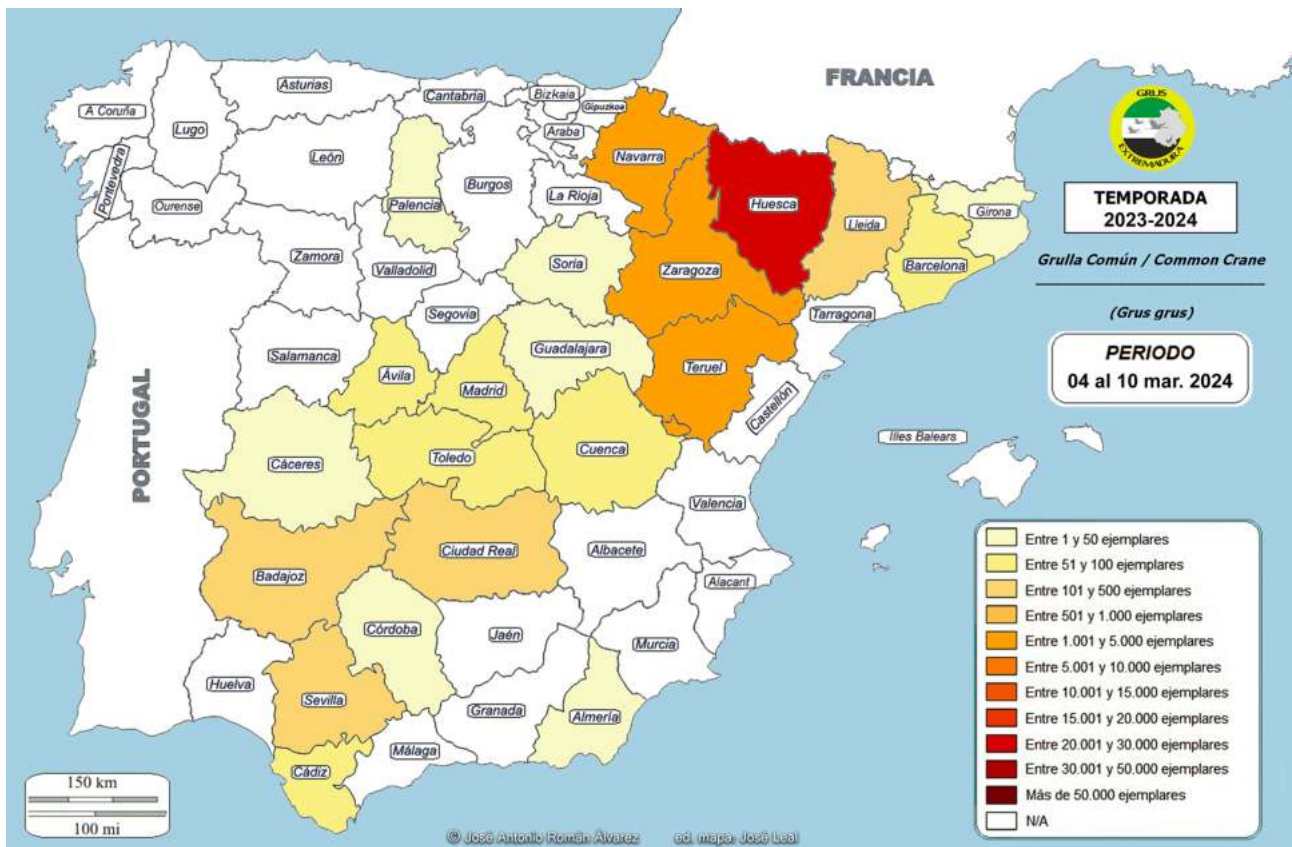 FRANCIA
GRUS
EXTREMADURA
TEMPORADA
2023-2024
Grulla Común / Common Crane
(Grus grus)
PERIODO
04 al 10 mar. 2024
A Coruña
Lugo
Asturias
Cantabria
Bizkaia
Gipuzkoa
Araba
Navarra
Pontevedra
Ourense
León
Palencia
Burgos
La Rioja
Huesca
Lleida
Girona
Barcelona
Zamora
Valladolid
Soria
Zaragoza
Tarragona
Segovia
Salamanca
Ávila
Madrid
Guadalajara
Teruel
Castellón
PORTUGAL
Cáceres
Toledo
Cuenca
Valencia
Illes Balears
Badajoz
Ciudad Real
Albacete
Alacant
Córdoba
Jaén
Murcia
Huelva
Sevilla
Granada
Almería
Málaga
Cádiz
Entre 1 y 50 ejemplares
Entre 51 y 100 ejemplares
Entre 101 y 500 ejemplares
Entre 501 y 1.000 ejemplares
Entre 1.001 y 5.000 ejemplares
Entre 5.001 y 10.000 ejemplares
Entre 10.001 y 15.000 ejemplares
Entre 15.001 y 20.000 ejemplares
Entre 20.001 y 30.000 ejemplares
Entre 30.001 y 50.000 ejemplares
Más de 50.000 ejemplares
N/A
150 km
100 mi
© José Antonio Román Álvarez ed. mapa: José Leal